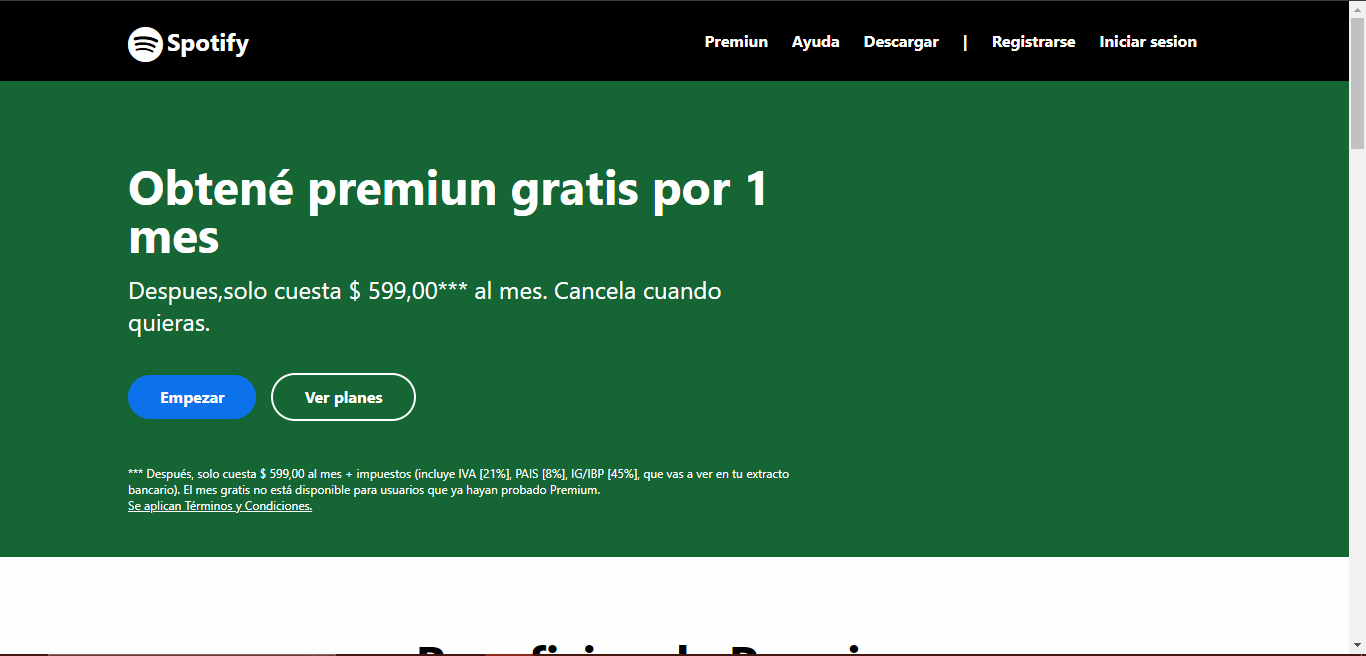 Spotify
Premiun Ayuda Descargar | Registrarse Iniciar sesion
Obtené premiun gratis por 1
mes
Despues,solo cuesta $ 599,00*** al mes. Cancela cuando
quieras.
Empezar Ver planes
*** Después, solo cuesta $ 599,00 al mes + impuestos (incluye IVA [21%], PAIS [8%], IG/IBP [45%], que vas a ver en tu extracto
bancario). El mes gratis no está disponible para usuarios que ya hayan probado Premium.
Se aplican Términos y Condiciones.